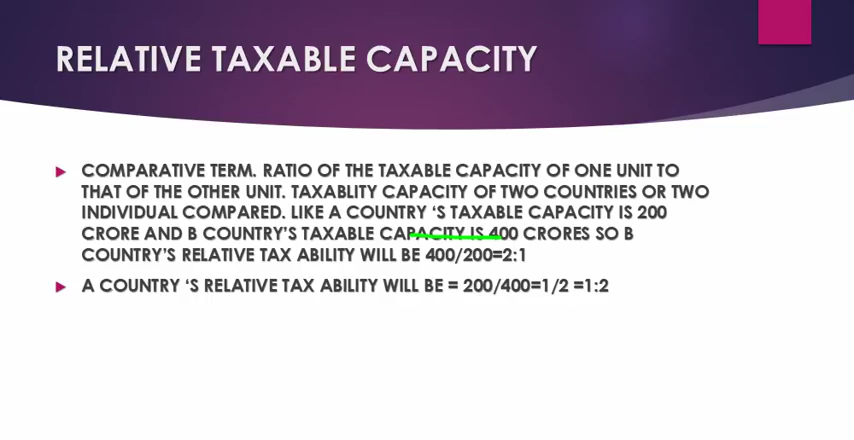 RELATIVE TAXABLE CAPACITY
COMPARATIVE TERM. RATIO OF THE TAXABLE CAPACITY OF ONE UNIT TO
THAT OF THE OTHER UNIT. TAXABLITY CAPACITY OF TWO COUNTRIES OR TWO
INDIVIDUAL COMPARED. LIKE A COUNTRY ‘S TAXABLE CAPACITY IS 200
CRORE AND B COUNTRY’S TAXABLE CAPACITY IS 400 CRORES SO B
COUNTRY’S RELATIVE TAX ABILITY WILL BE 400/200=2:1
A COUNTRY ‘S RELATIVE TAX ABILITY WILL BE = 200/400=1/2 =1:2